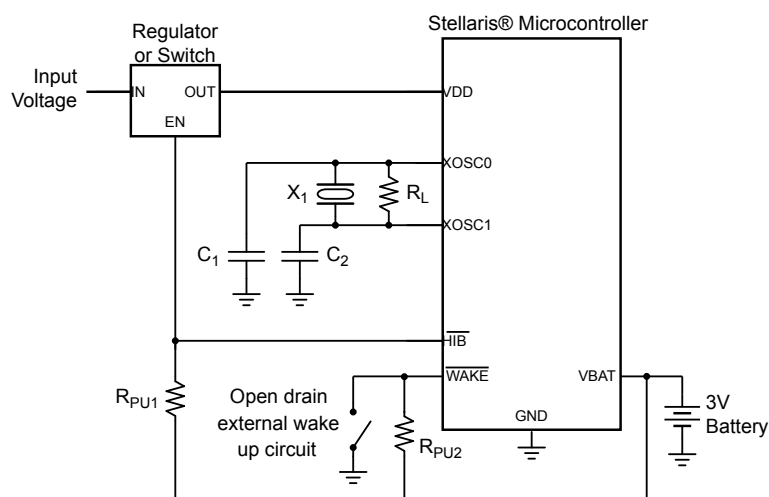 Stellaris® Microcontroller
Regulator
or Switch
Input
Voltage
IN
OUT
EN
VDD
XOSC0
X1
RL
XOSC1
C1
C2
HIB
WAKE
VBAT
RPU1
Open drain
external wake
up circuit
RPU2
GND
3V
Battery